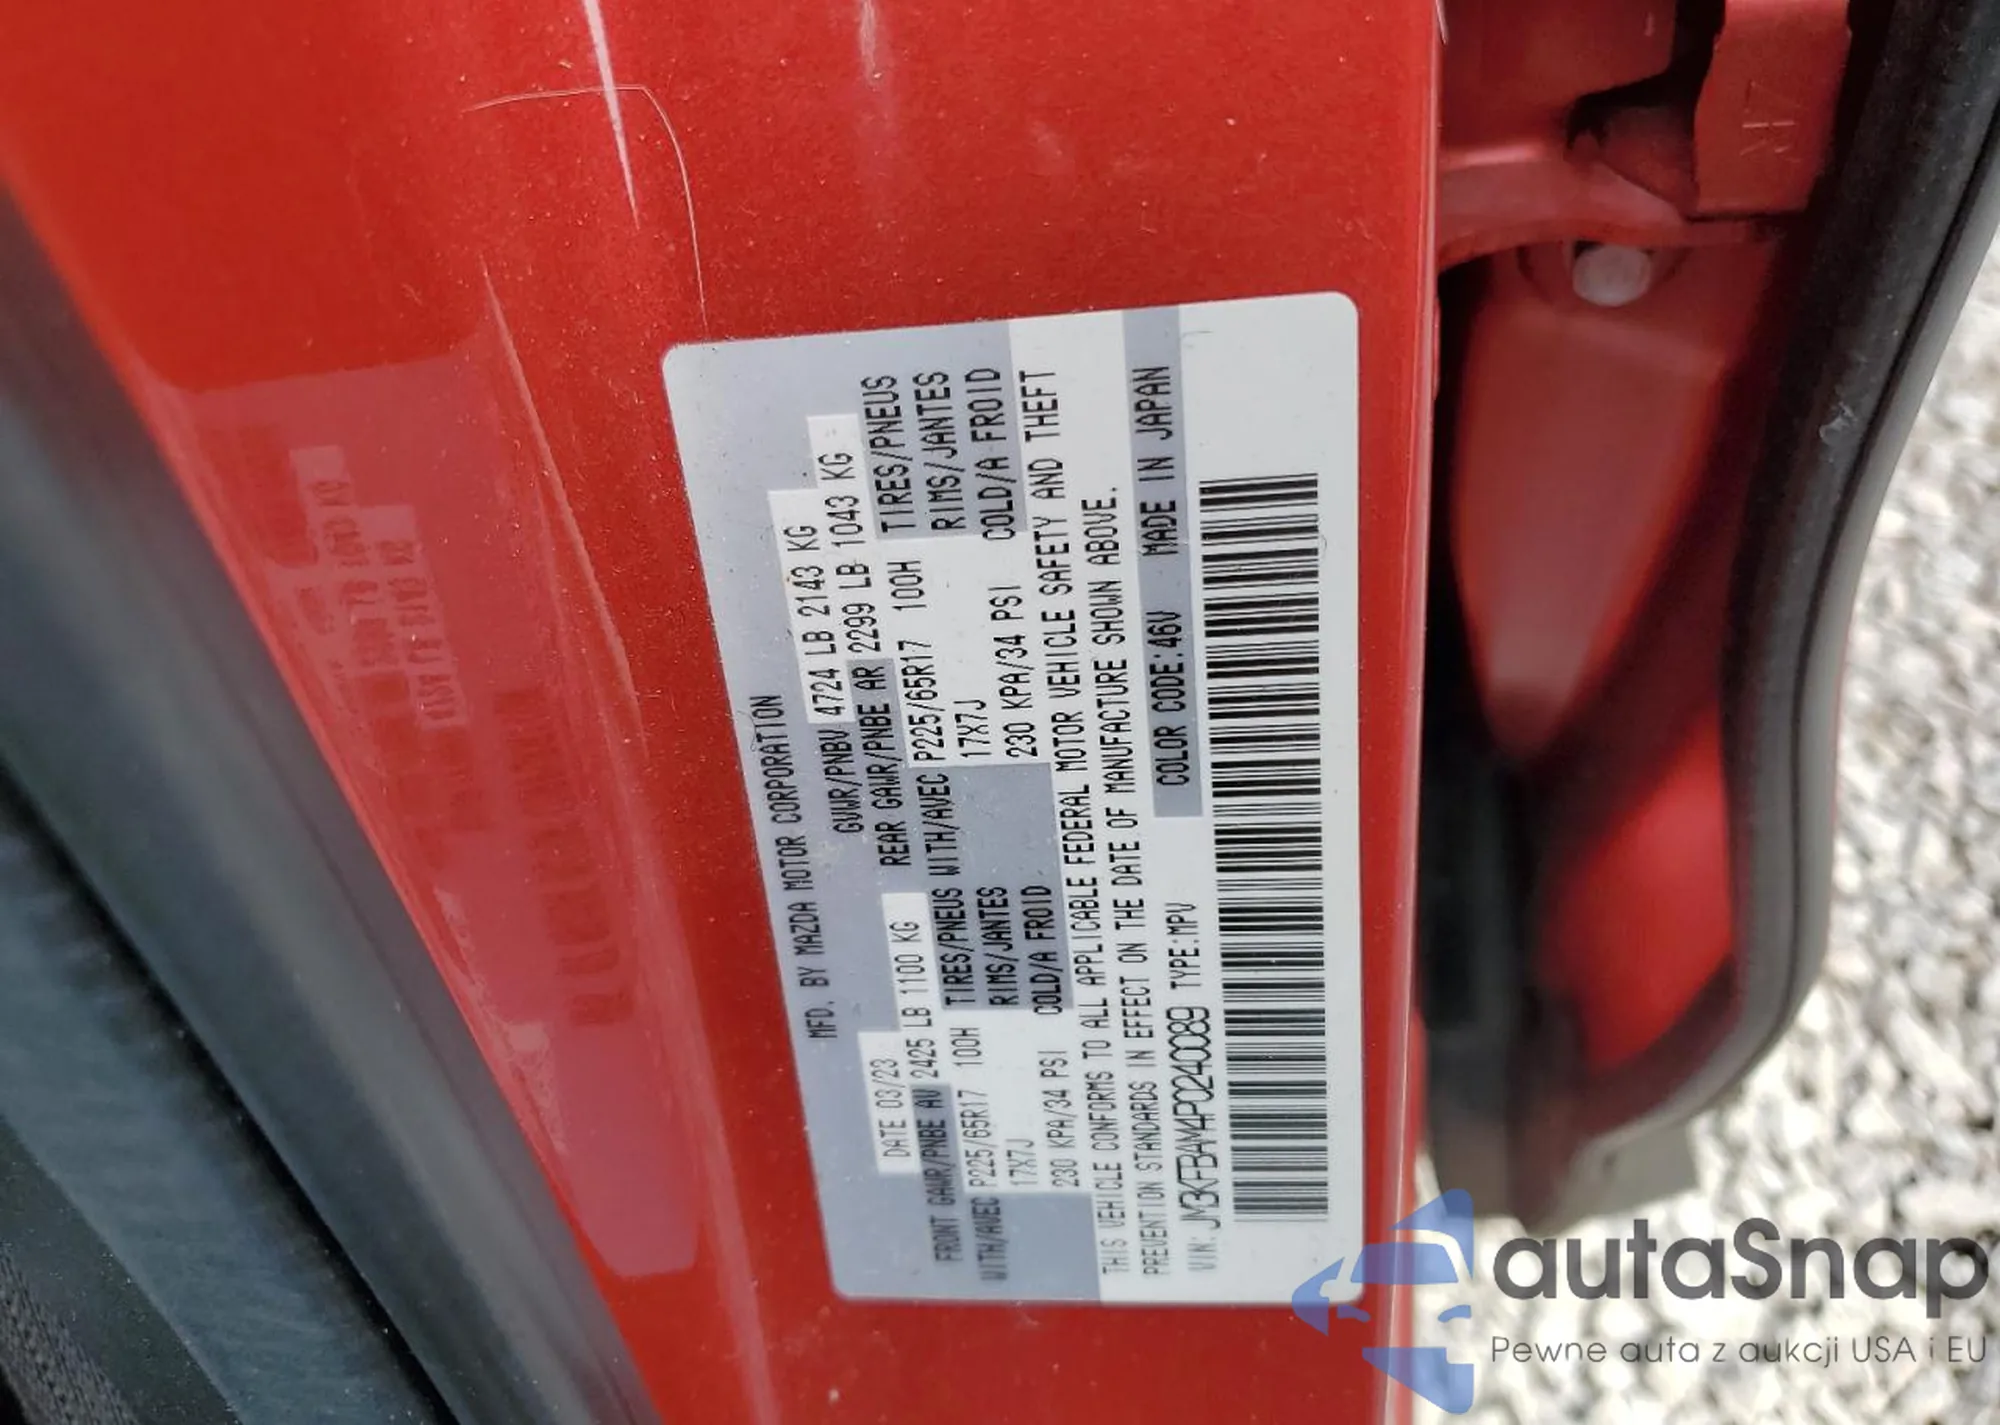 MFD. BY MAZDA MOTOR CORPORATION
DATE 03/23 GVWR/PNBV 4724 LB 2143 KG
FRONT GAWR/PNBE AV 2425 LB 1100 KG REAR GAWR/PNBE AR 2299 LB 1043 KG
WITH/AVEC P225/65R17 100H TIRES/PNEUS WITH/AVEC P225/65R17 100H TIRES/PNEUS
17X7J RIMS/JANTES 17X7J RIMS/JANTES
230 KPA/34 PSI COLD/A FROID 230 KPA/34 PSI COLD/A FROID
THIS VEHICLE CONFORMS TO ALL APPLICABLE FEDERAL MOTOR VEHICLE SAFETY AND THEFT
PREVENTION STANDARDS IN EFFECT ON THE DATE OF MANUFACTURE SHOWN ABOVE.
VIN: JM3KFBAM4P0240089 TYPE:MPV COLOR CODE:46V MADE IN JAPAN
autaSnap
Pewne auta z aukcji USA i EU